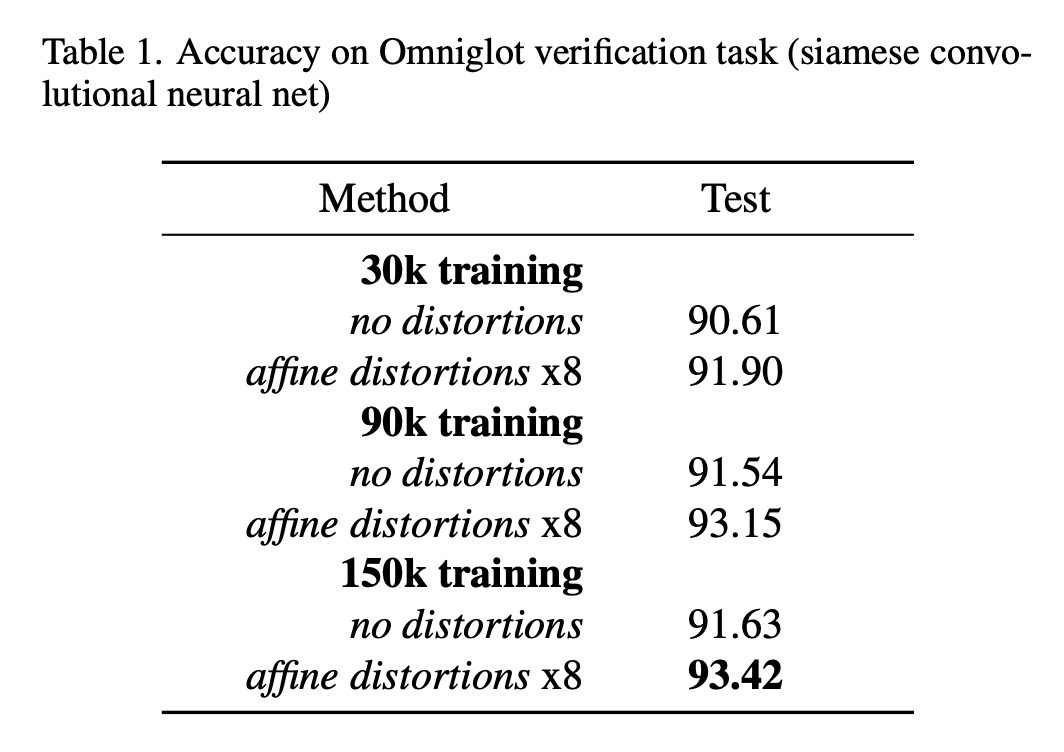 Table 1. Accuracy on Omniglot verification task (siamese convo-
lutional neural net)
Method Test
30k training
no distortions 90.61
affine distortions x8 91.90
90k training
no distortions 91.54
affine distortions x8 93.15
150k training
no distortions 91.63
affine distortions x8 93.42